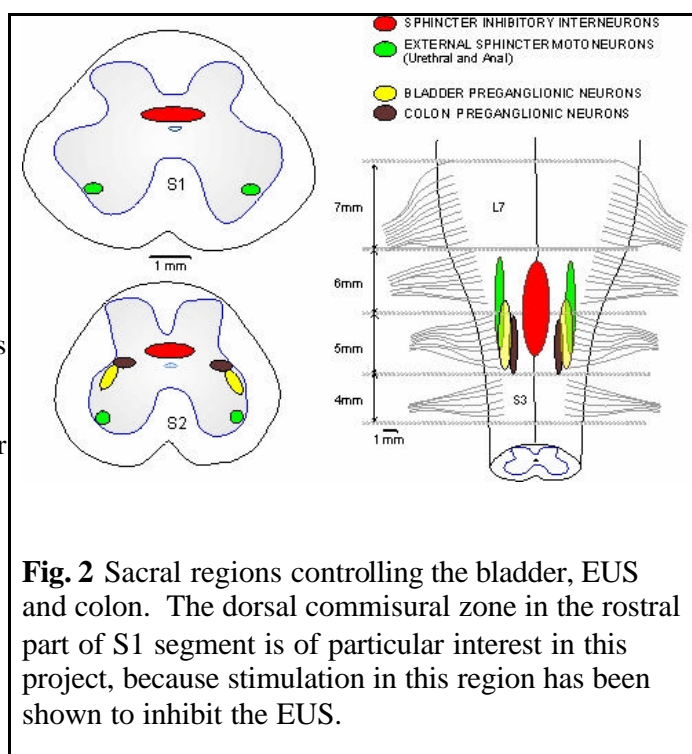 SPHINCTER INHIBITORY INTERNEURONS
EXTERNAL SPHINCTER MOTONEURONS
(Urethral and Anal)
BLADDER PREGANGLIONIC NEURONS
COLON PREGANGLIONIC NEURONS
S1
1 mm
S2
7mm
L7
6mm
5mm
4mm
S3
1 mm
s
r
Fig. 2 Sacral regions controlling the bladder, EUS
and colon. The dorsal commisural zone in the rostral
part of S1 segment is of particular interest in this
project, because stimulation in this region has been
shown to inhibit the EUS.